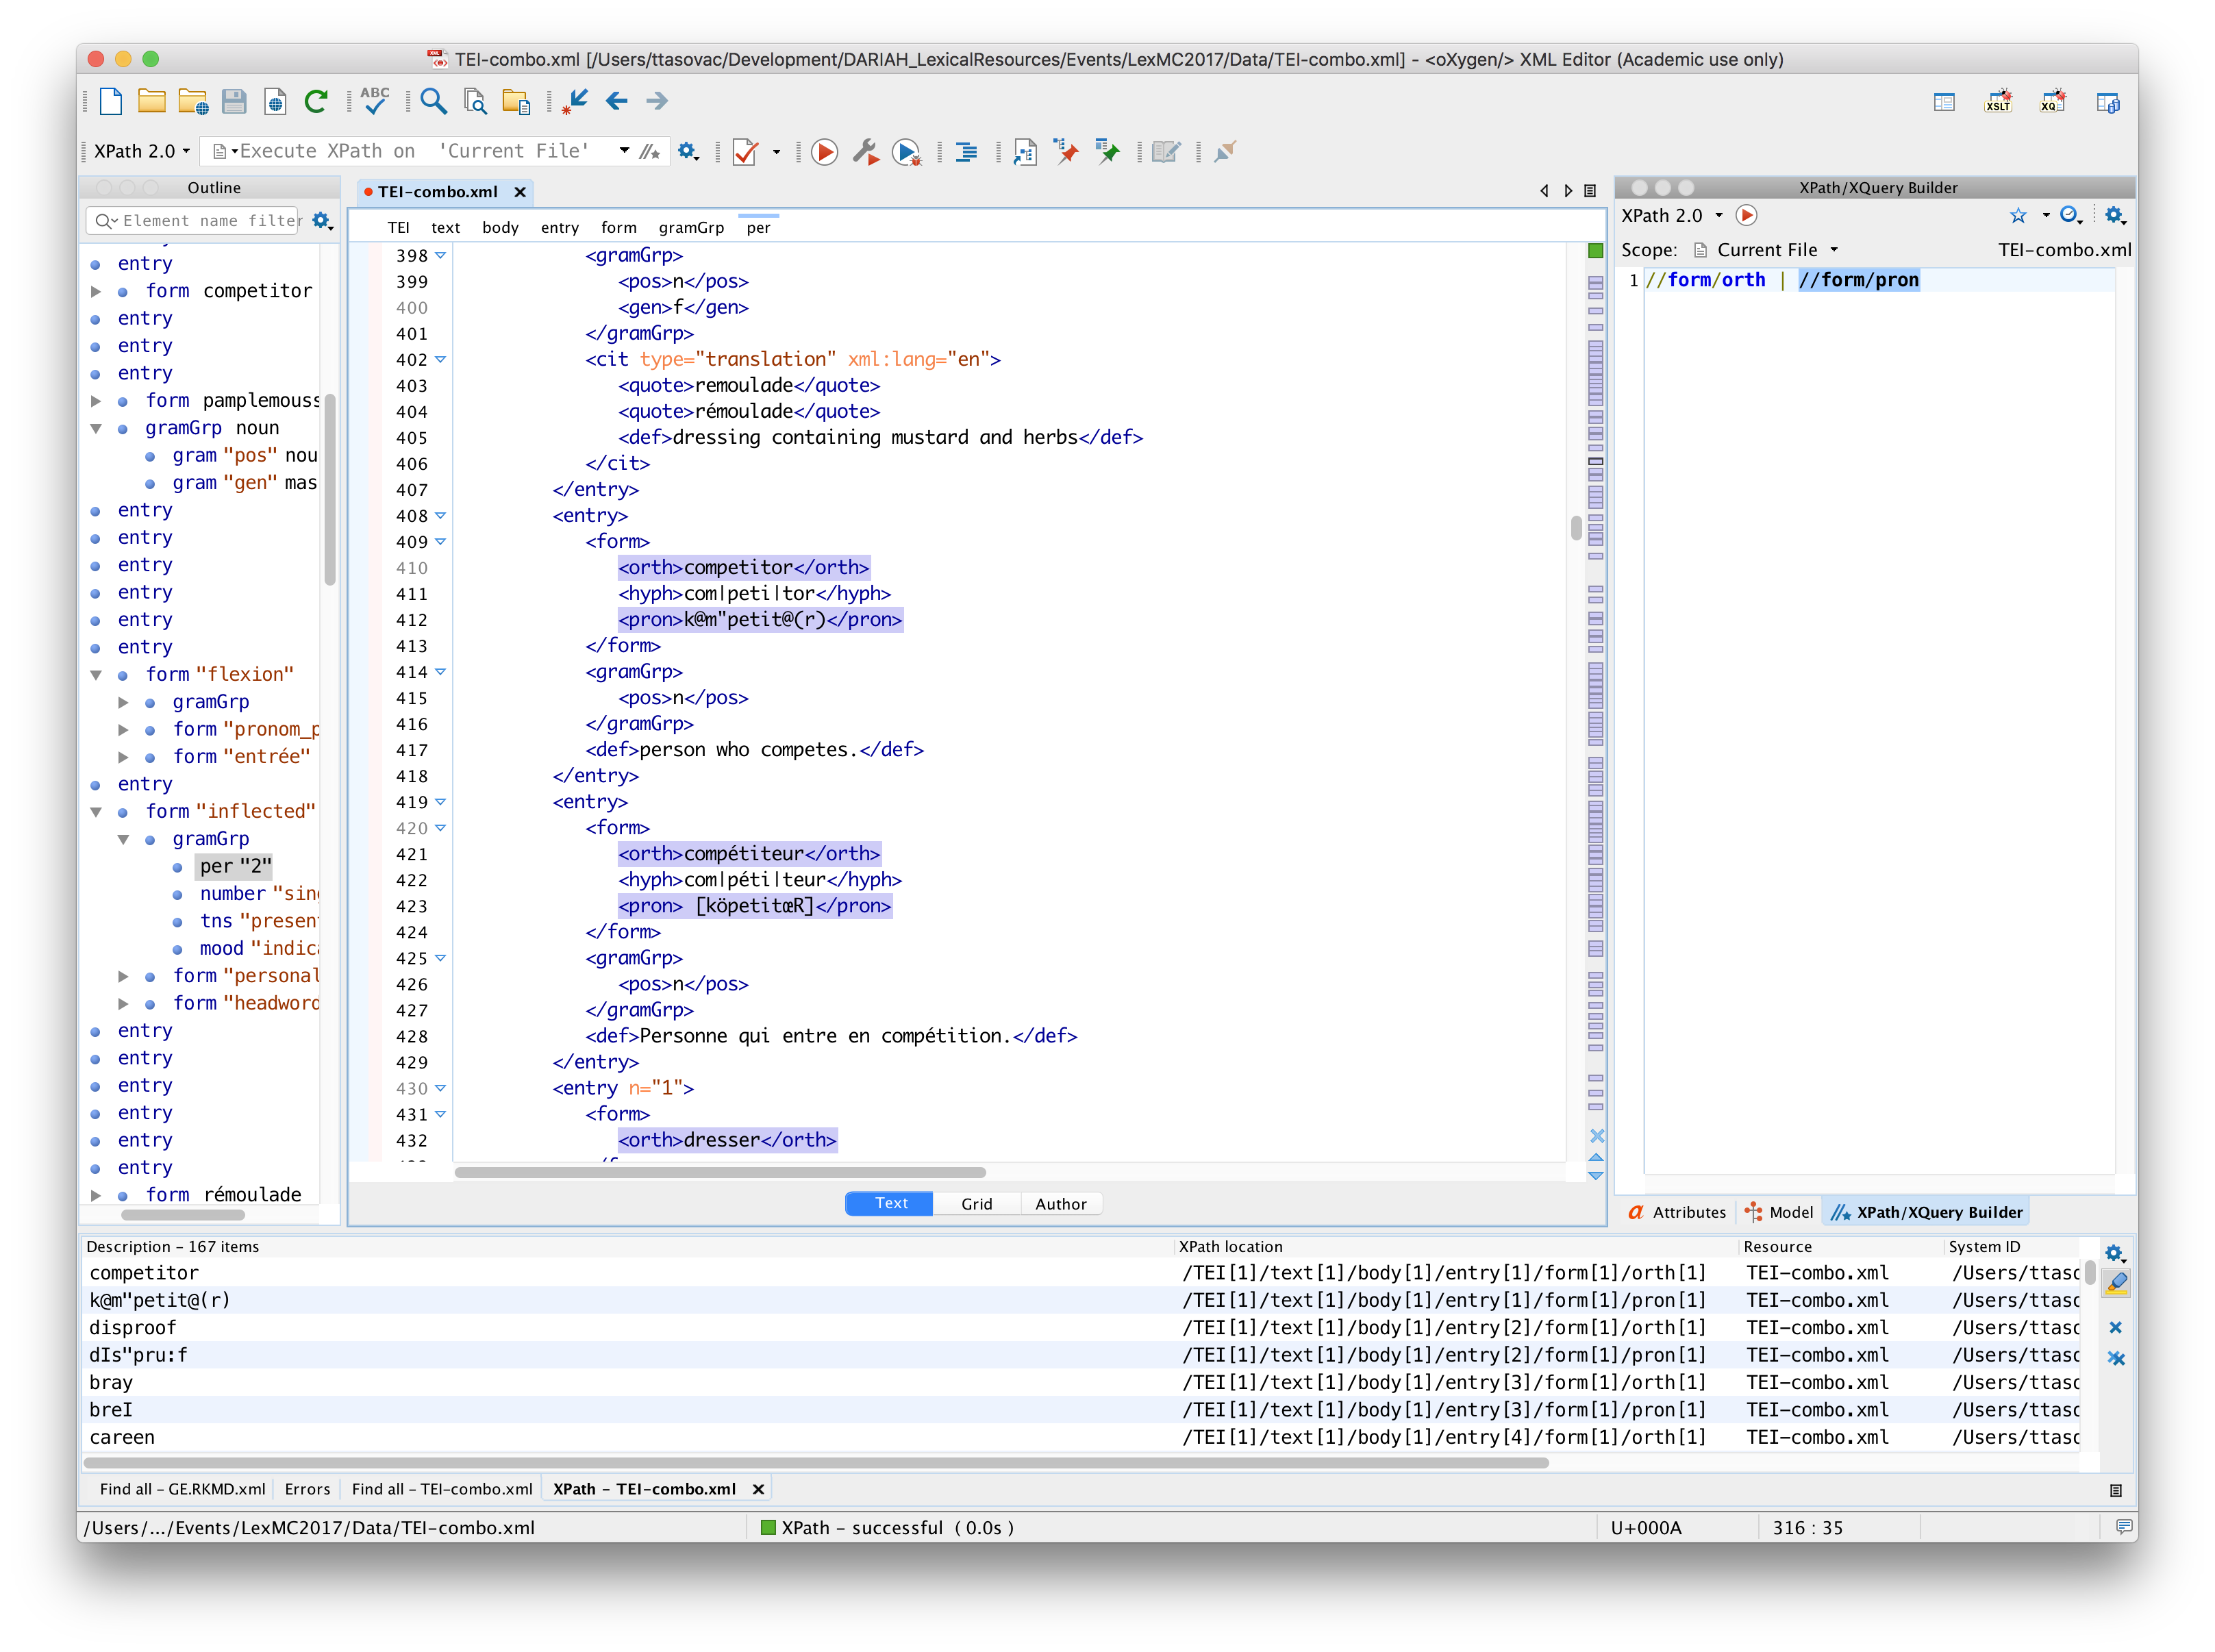 TEI-combo.xml [/Users/ttasovac/Development/DARIAH_LexicalResources/Events/LexMC2017/Data/TEI-combo.xml] - <oXygen/> XML Editor (Academic use only)
ABC
XSLT
XQ
XPath 2.0
Execute XPath on 'Current File'
Outline
Element name filter
entry
form competitor
entry
entry
entry
form pamplemouss
gramGrp noun
gram "pos" nou
gram "gen" mas
entry
entry
entry
entry
entry
entry
form "flexion"
gramGrp
form "pronom_p
form "entrée"
entry
form "inflected"
gramGrp
per "2"
number "sing
tns "present
mood "indica
form "personal
form "headword
entry
entry
entry
entry
entry
entry
form rémoulade
TEI-combo.xml
TEI text body entry form gramGrp per
398 <gramGrp>
399 <pos>n</pos>
400 <gen>f</gen>
401 </gramGrp>
402 <cit type="translation" xml:lang="en">
403 <quote>remoulade</quote>
404 <quote>rémoulade</quote>
405 <def>dressing containing mustard and herbs</def>
406 </cit>
407 </entry>
408 <entry>
409 <form>
410 <orth>competitor</orth>
411 <hyph>com|peti|tor</hyph>
412 <pron>k@m"petit@(r)</pron>
413 </form>
414 <gramGrp>
415 <pos>n</pos>
416 </gramGrp>
417 <def>person who competes.</def>
418 </entry>
419 <entry>
420 <form>
421 <orth>compétiteur</orth>
422 <hyph>com|péti|teur</hyph>
423 <pron> [köpetitœR]</pron>
424 </form>
425 <gramGrp>
426 <pos>n</pos>
427 </gramGrp>
428 <def>Personne qui entre en compétition.</def>
429 </entry>
430 <entry n="1">
431 <form>
432 <orth>dresser</orth>
Text Grid Author
XPath/XQuery Builder
XPath 2.0
Scope: Current File TEI-combo.xml
1 //form/orth | //form/pron
Attributes Model XPath/XQuery Builder
Description - 167 items XPath location Resource System ID
competitor /TEI[1]/text[1]/body[1]/entry[1]/form[1]/orth[1] TEI-combo.xml /Users/ttasc
k@m"petit@(r) /TEI[1]/text[1]/body[1]/entry[1]/form[1]/pron[1] TEI-combo.xml /Users/ttasc
disproof /TEI[1]/text[1]/body[1]/entry[2]/form[1]/orth[1] TEI-combo.xml /Users/ttasc
dIs"pru:f /TEI[1]/text[1]/body[1]/entry[2]/form[1]/pron[1] TEI-combo.xml /Users/ttasc
bray /TEI[1]/text[1]/body[1]/entry[3]/form[1]/orth[1] TEI-combo.xml /Users/ttasc
breI /TEI[1]/text[1]/body[1]/entry[3]/form[1]/pron[1] TEI-combo.xml /Users/ttasc
careen /TEI[1]/text[1]/body[1]/entry[4]/form[1]/orth[1] TEI-combo.xml /Users/ttasc
Find all - GE.RKMD.xml Errors Find all - TEI-combo.xml XPath - TEI-combo.xml
/Users/.../Events/LexMC2017/Data/TEI-combo.xml XPath - successful (0.0s) U+000A 316 : 35